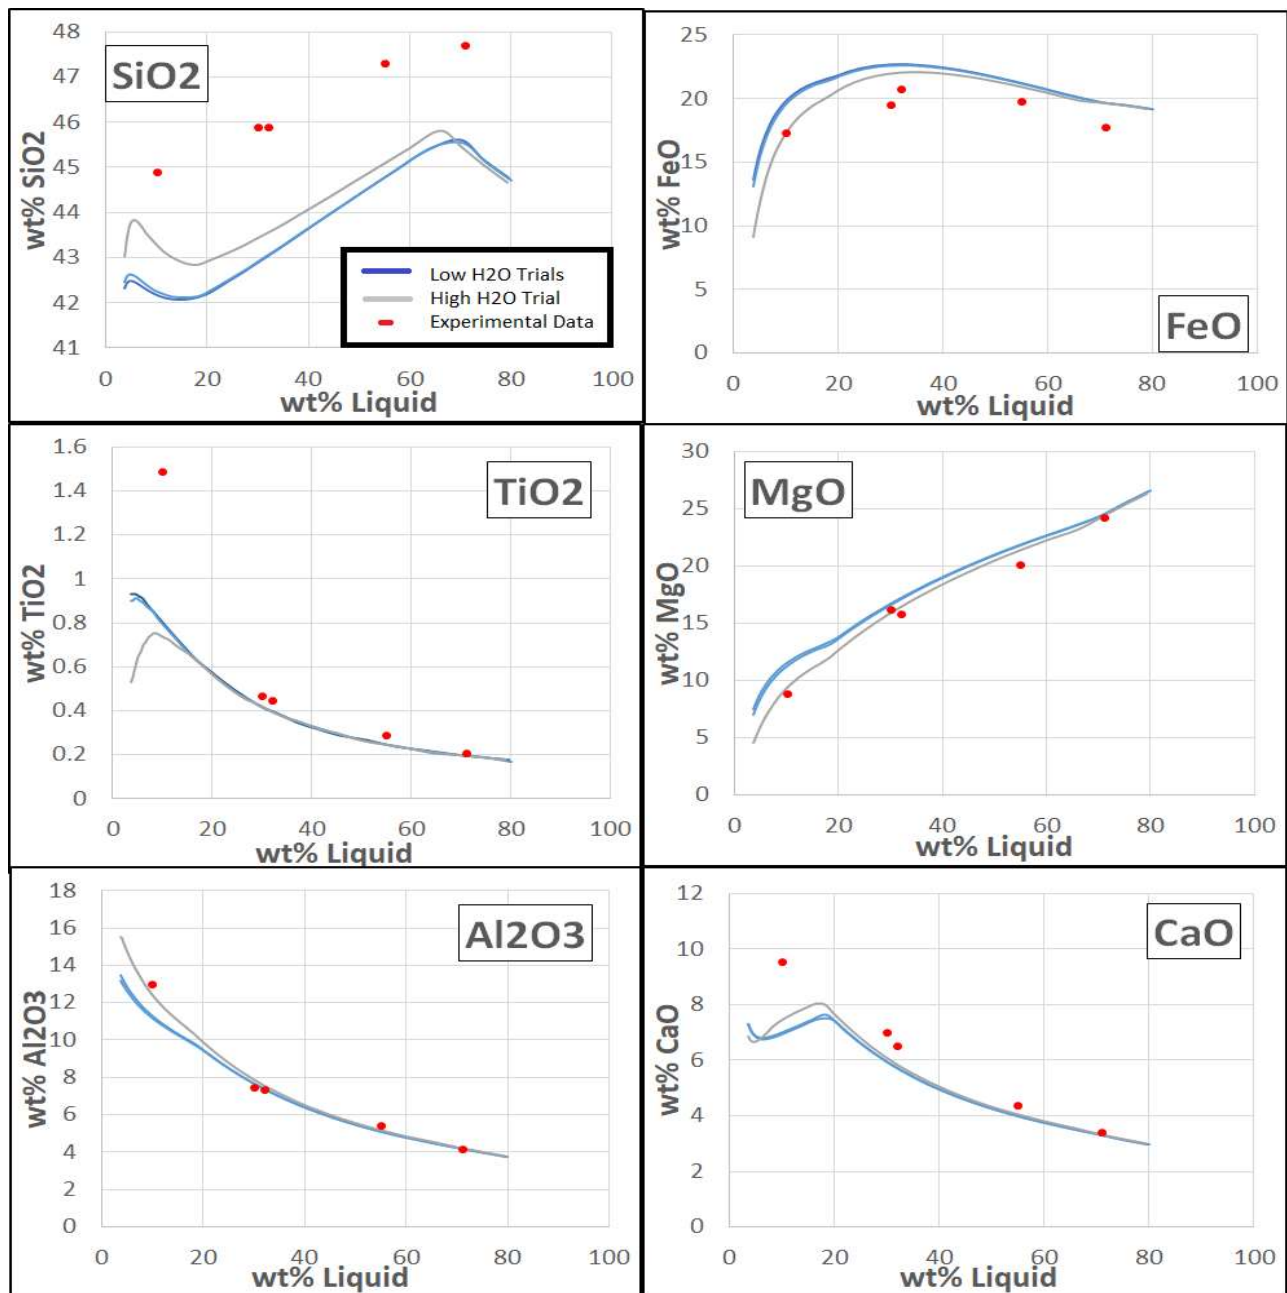 48
47
46
45
44
43
42
41
wt% SiO2
SiO2
Low H2O Trials
High H2O Trial
Experimental Data
0 20 40 60 80 100
wt% Liquid
25
20
15
10
5
0
wt% FeO
FeO
0 20 40 60 80 100
wt% Liquid
1.6
1.4
1.2
1
0.8
0.6
0.4
0.2
0
wt% TiO2
TiO2
0 20 40 60 80 100
wt% Liquid
30
25
20
15
10
5
0
wt% MgO
MgO
0 20 40 60 80 100
wt% Liquid
18
16
14
12
10
8
6
4
2
0
wt% Al2O3
Al2O3
0 20 40 60 80 100
wt% Liquid
12
10
8
6
4
2
0
wt% CaO
CaO
0 20 40 60 80 100
wt% Liquid